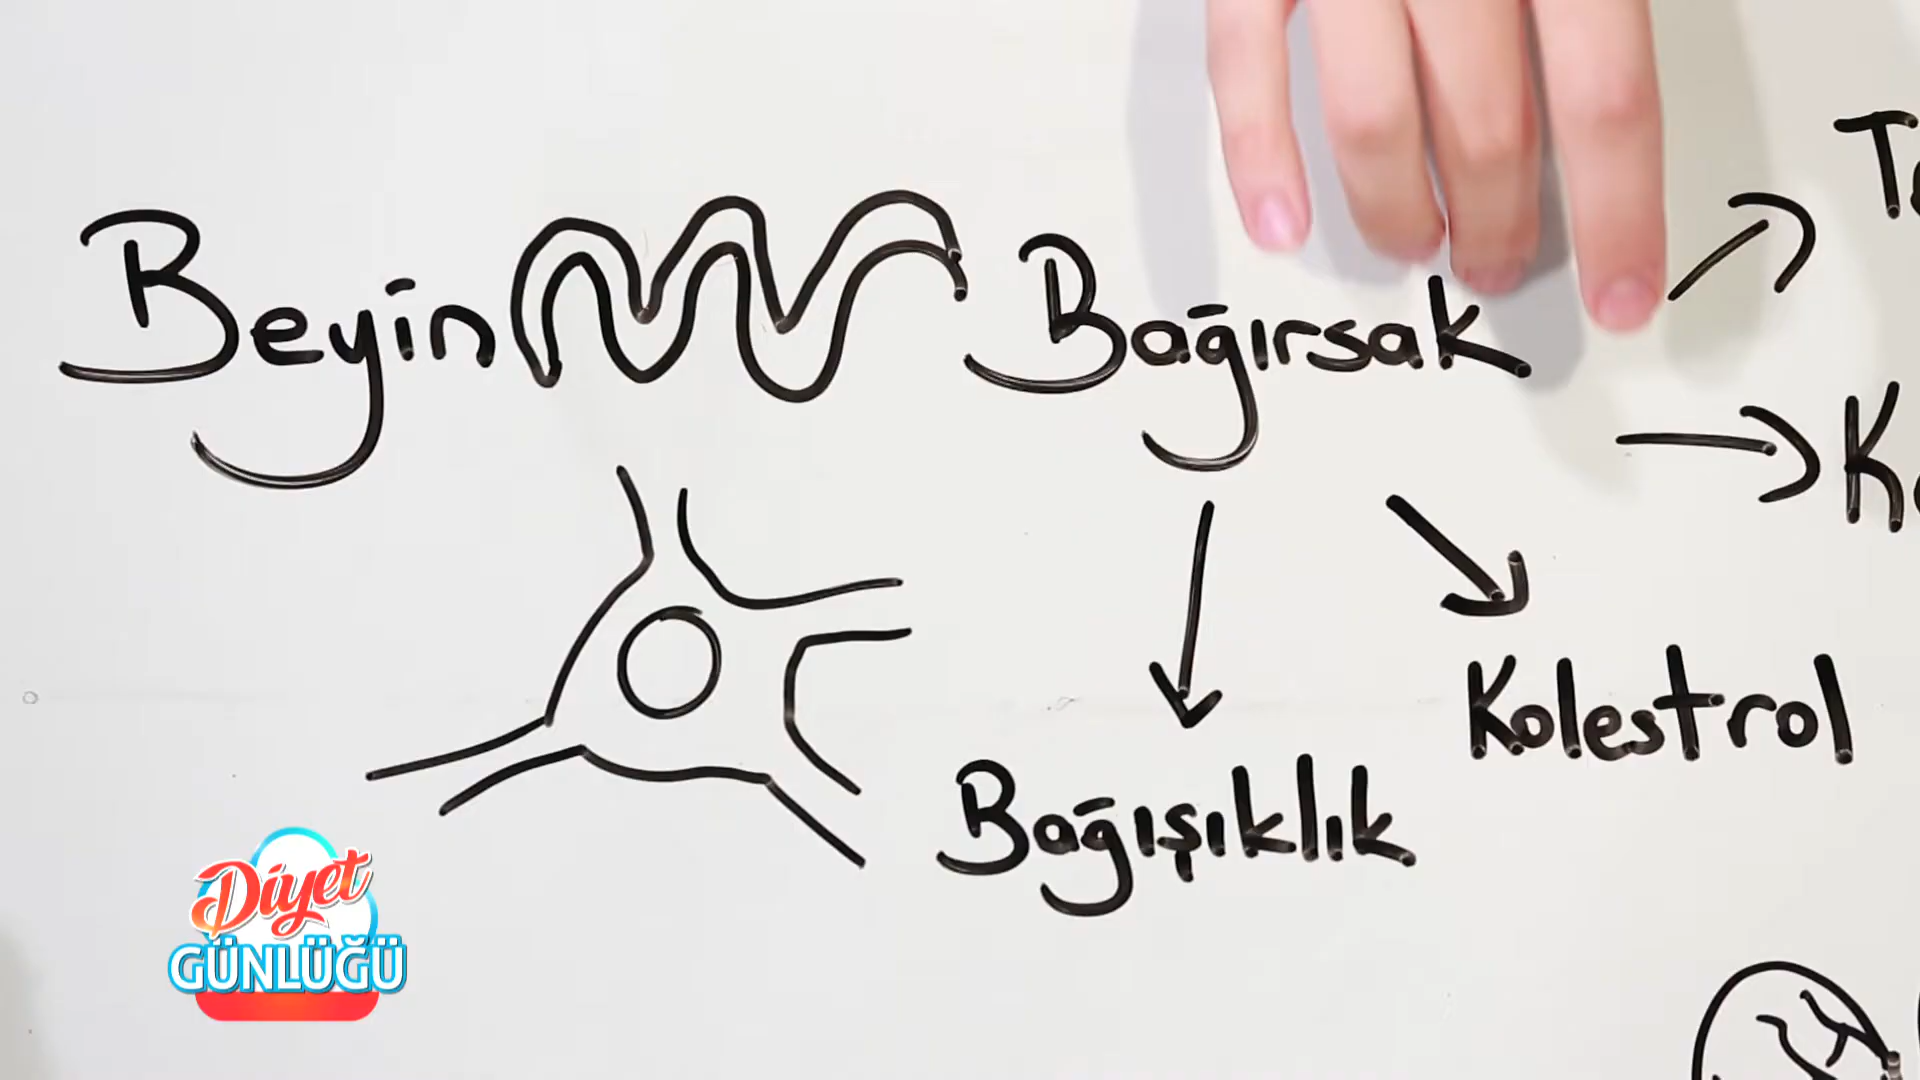 Beyin Bağırsak
Kolestrol
Bağışıklık
Diyet
GÜNLÜĞÜ